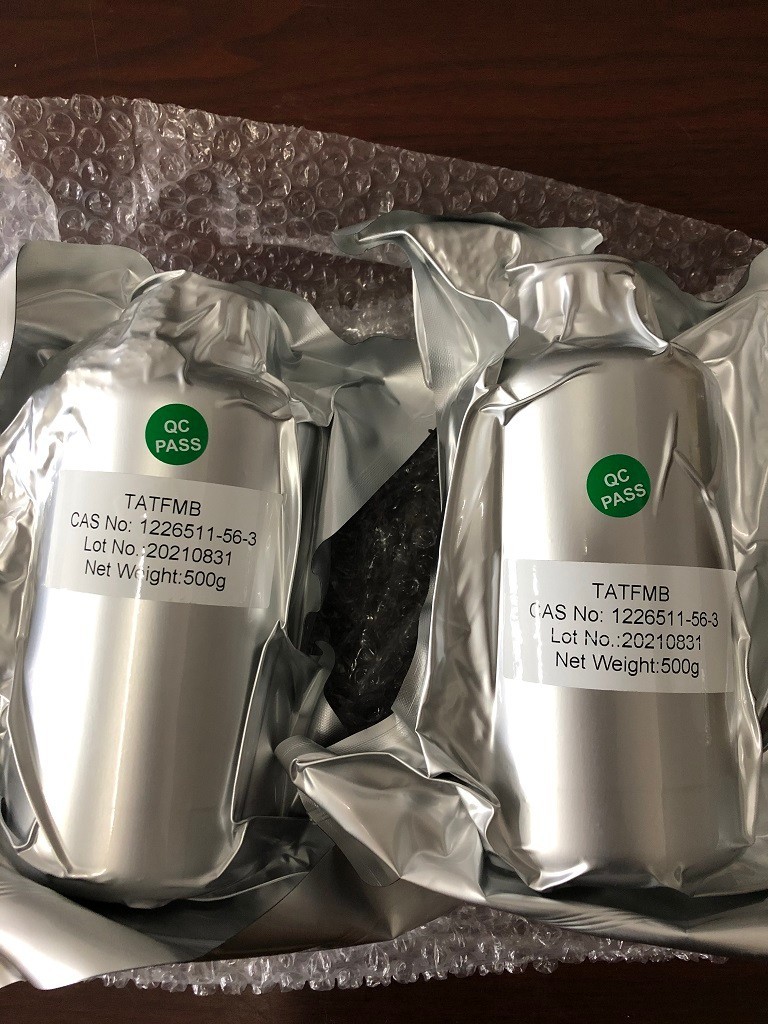 QC
PASS
TATFMB
CAS No: 1226511-56-3
Lot No.:20210831
Net Weight:500g
QC
PASS
TATFMB
CAS No: 1226511-56-3
Lot No.:20210831
Net Weight:500g